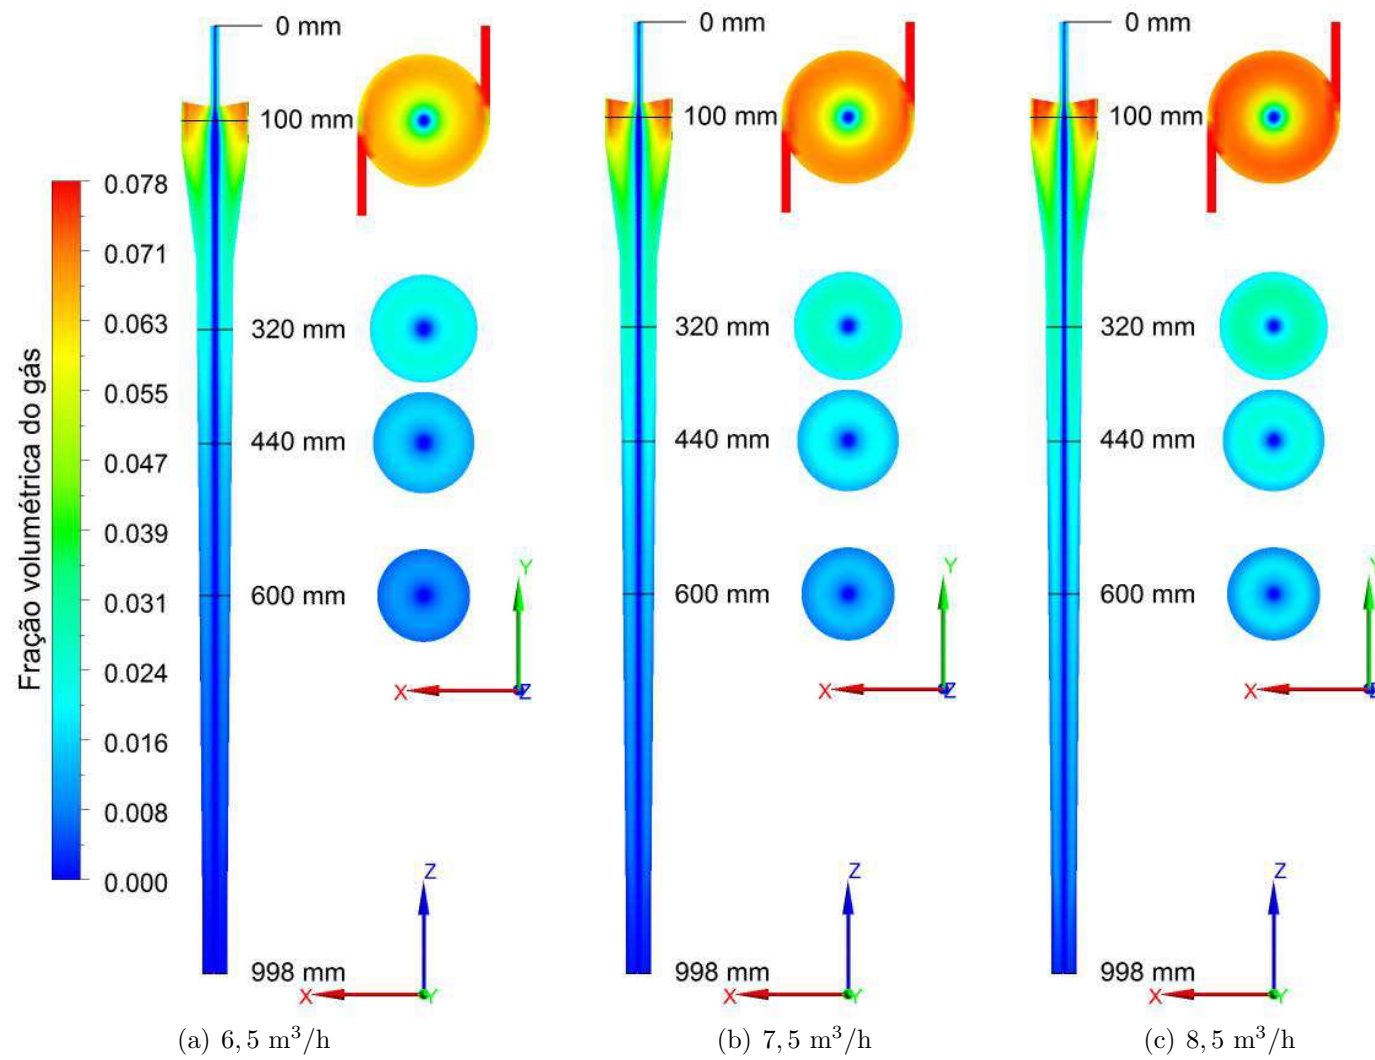 0 mm
100 mm
320 mm
440 mm
600 mm
998 mm
Fração volumétrica do gás
0.078
0.071
0.063
0.055
0.047
0.039
0.031
0.024
0.016
0.008
0.000
Y
X
Z
Z
X
Y
(a) 6, 5 m³/h
0 mm
100 mm
320 mm
440 mm
600 mm
998 mm
Y
X
Z
Z
X
Y
(b) 7, 5 m³/h
0 mm
100 mm
320 mm
440 mm
600 mm
998 mm
Y
X
Z
Z
X
Y
(c) 8, 5 m³/h